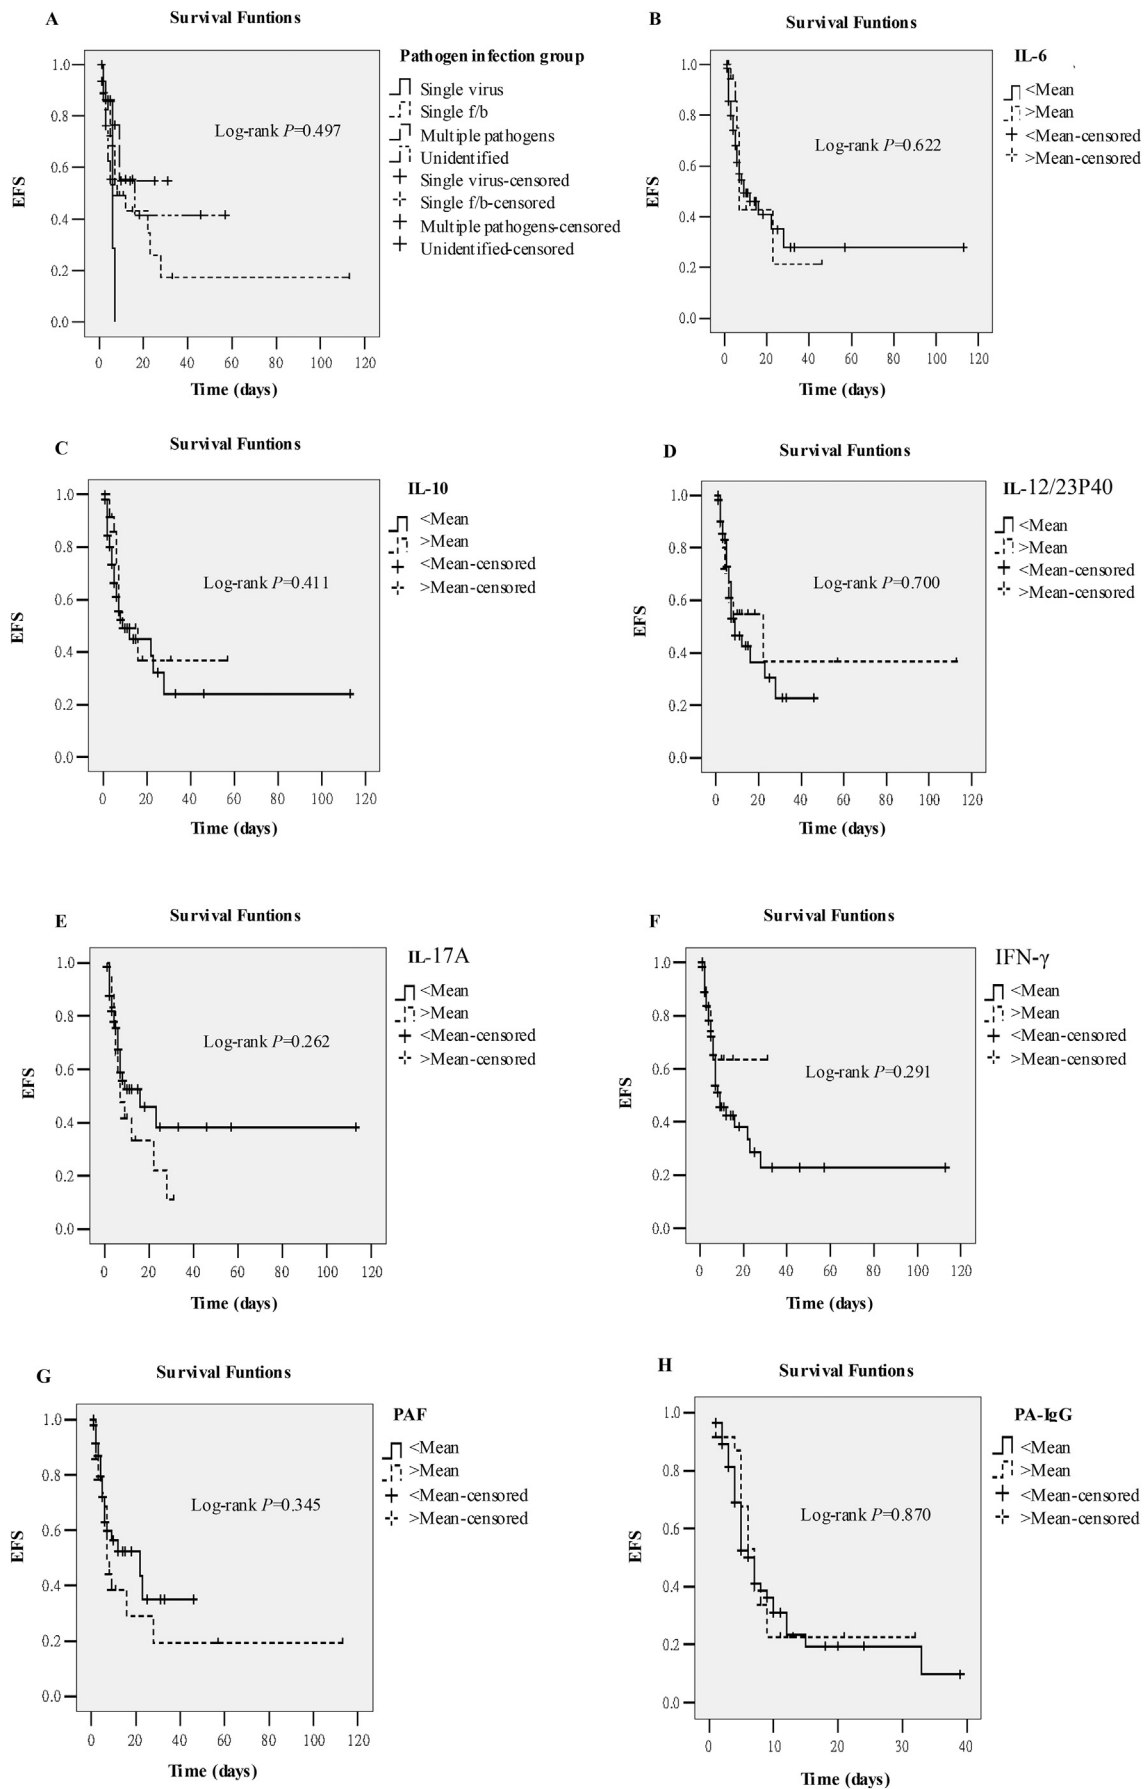 A
Survival Funtions
EFS
1.0
0.8
0.6
0.4
0.2
0.0
Log-rank P=0.497
0 20 40 60 80 100 120
Time (days)
Pathogen infection group
Single virus
Single f/b
Multiple pathogens
Unidentified
Single virus-censored
Single f/b-censored
Multiple pathogens-censored
Unidentified-censored
B
Survival Funtions
EFS
1.0
0.8
0.6
0.4
0.2
0.0
Log-rank P=0.622
0 20 40 60 80 100 120
Time (days)
IL-6
<Mean
>Mean
<Mean-censored
>Mean-censored
C
Survival Funtions
EFS
1.0
0.8
0.6
0.4
0.2
0.0
Log-rank P=0.411
0 20 40 60 80 100 120
Time (days)
IL-10
<Mean
>Mean
<Mean-censored
>Mean-censored
D
Survival Funtions
EFS
1.0
0.8
0.6
0.4
0.2
0.0
Log-rank P=0.700
0 20 40 60 80 100 120
Time (days)
IL-12/23P40
<Mean
>Mean
<Mean-censored
>Mean-censored
E
Survival Funtions
EFS
1.0
0.8
0.6
0.4
0.2
0.0
Log-rank P=0.262
0 20 40 60 80 100 120
Time (days)
IL-17A
<Mean
>Mean
<Mean-censored
>Mean-censored
F
Survival Funtions
EFS
1.0
0.8
0.6
0.4
0.2
0.0
Log-rank P=0.291
0 20 40 60 80 100 120
Time (days)
IFN-γ
<Mean
>Mean
<Mean-censored
>Mean-censored
G
Survival Funtions
EFS
1.0
0.8
0.6
0.4
0.2
0.0
Log-rank P=0.345
0 20 40 60 80 100 120
Time (days)
PAF
<Mean
>Mean
<Mean-censored
>Mean-censored
H
Survival Funtions
EFS
1.0
0.8
0.6
0.4
0.2
0.0
Log-rank P=0.870
0 10 20 30 40
Time (days)
PA-IgG
<Mean
>Mean
<Mean-censored
>Mean-censored